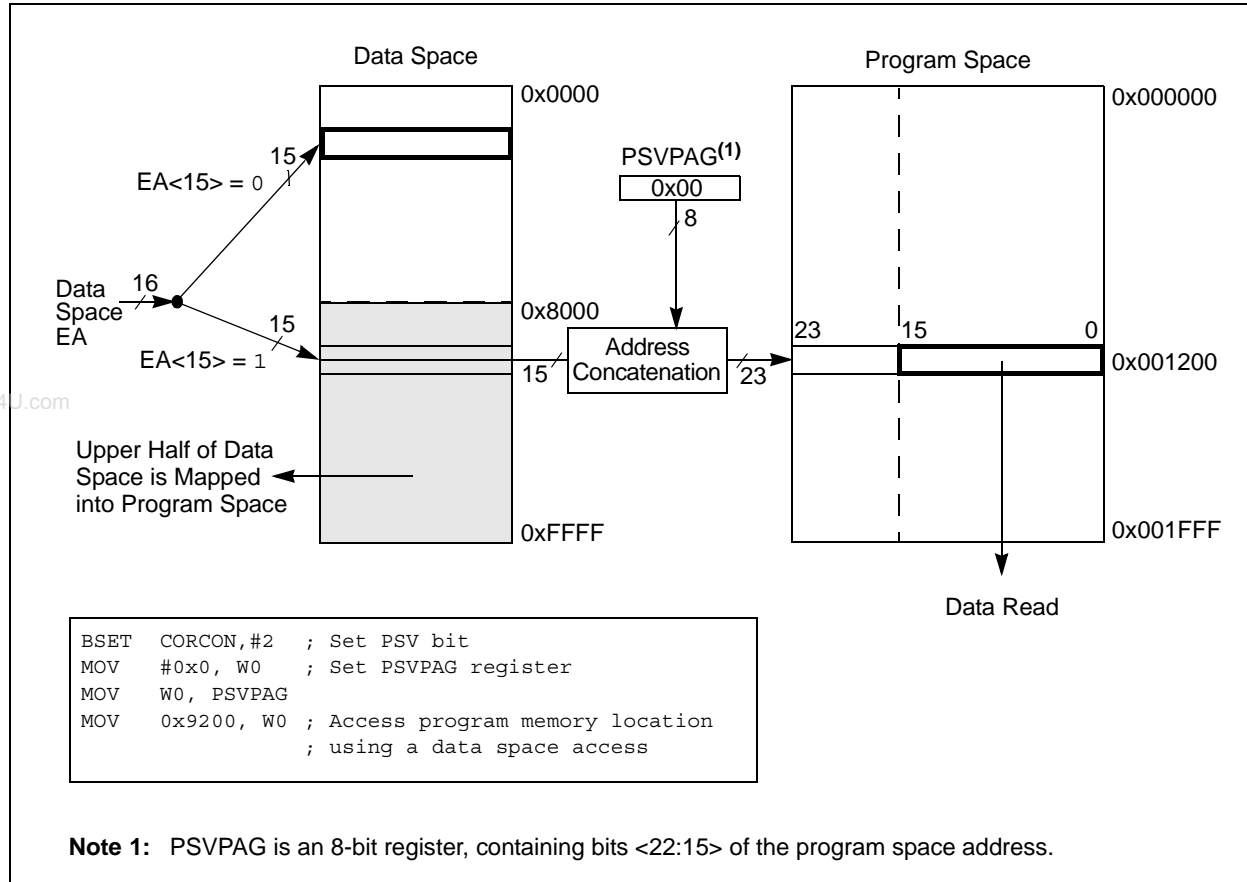 Data Space
Program Space
0x0000
0x000000
15
EA<15> = 0
PSVPAG(1)
0x00
8
Data
Space
EA
16
15
EA<15> = 1
0x8000
15
Address
Concatenation
23
23
15
0
0x001200
4U.com
Upper Half of Data
Space is Mapped
into Program Space
0xFFFF
0x001FFF
Data Read
BSET CORCON,#2 ; Set PSV bit
MOV #0x0, W0 ; Set PSVPAG register
MOV W0, PSVPAG
MOV 0x9200, W0 ; Access program memory location
; using a data space access
Note 1: PSVPAG is an 8-bit register, containing bits <22:15> of the program space address.